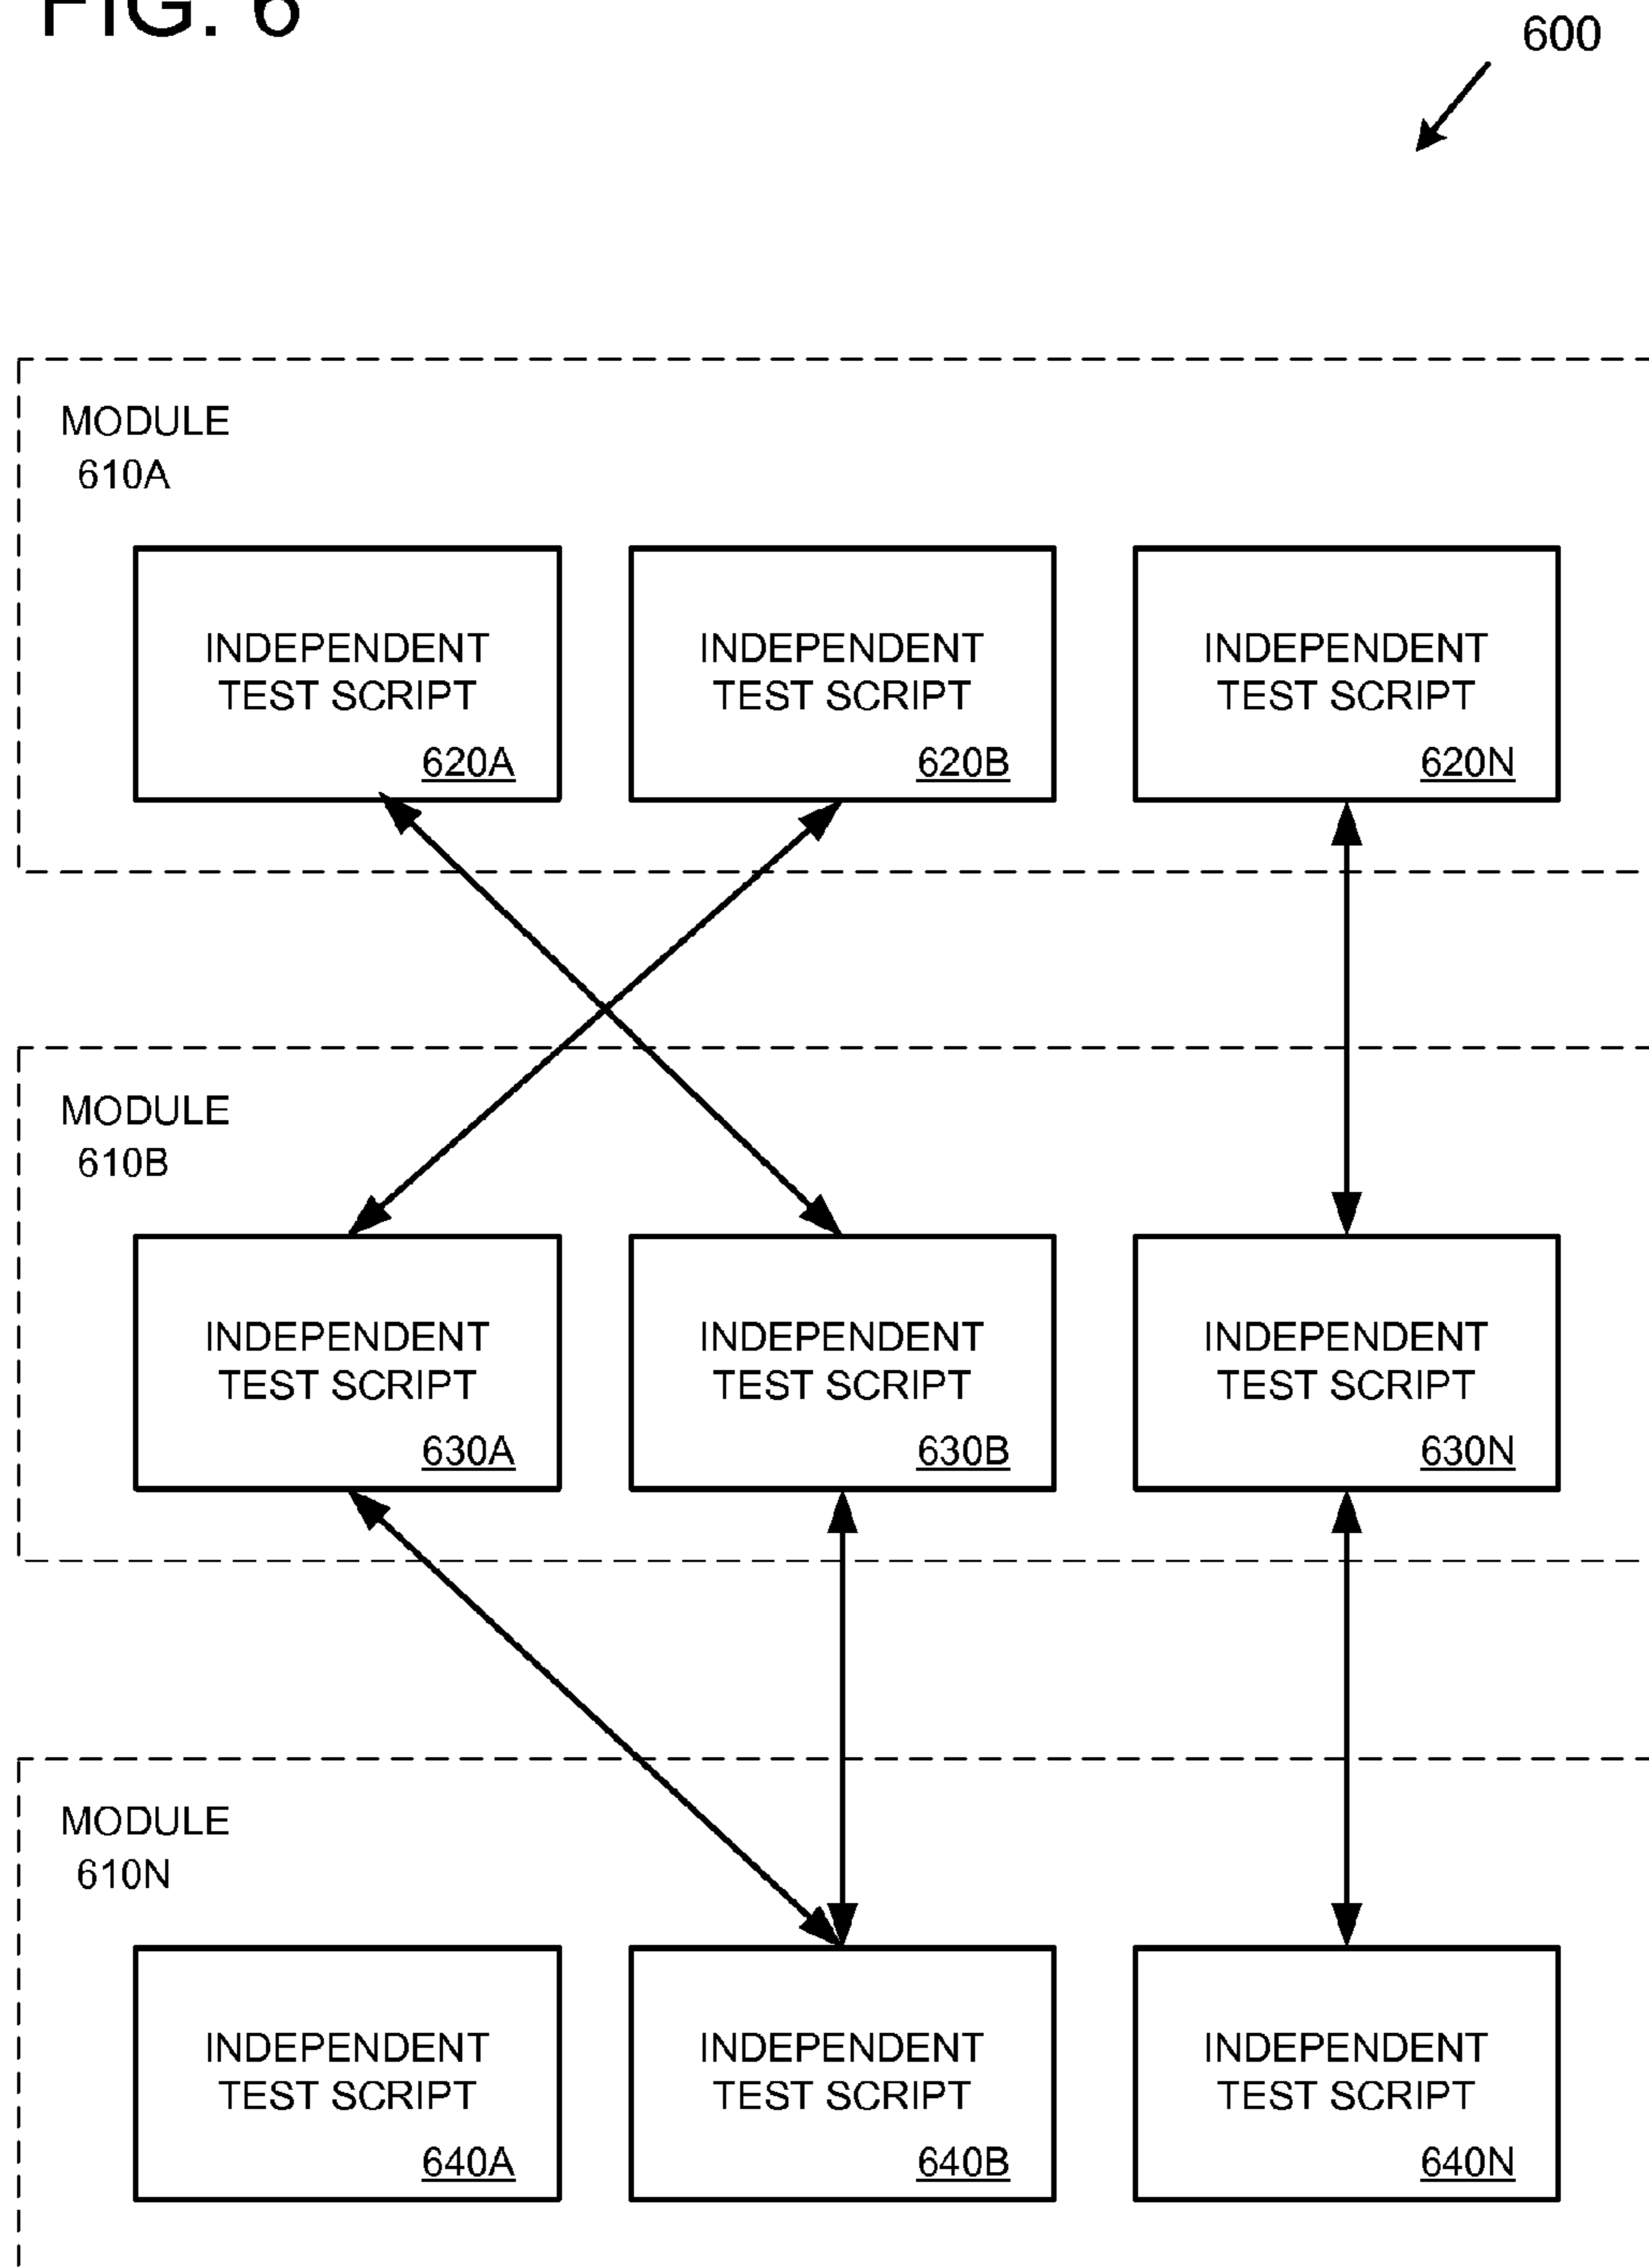 FIG. 6
600
MODULE
610A
INDEPENDENT
TEST SCRIPT
620A
INDEPENDENT
TEST SCRIPT
620B
INDEPENDENT
TEST SCRIPT
620N
MODULE
610B
INDEPENDENT
TEST SCRIPT
630A
INDEPENDENT
TEST SCRIPT
630B
INDEPENDENT
TEST SCRIPT
630N
MODULE
610N
INDEPENDENT
TEST SCRIPT
640A
INDEPENDENT
TEST SCRIPT
640B
INDEPENDENT
TEST SCRIPT
640N